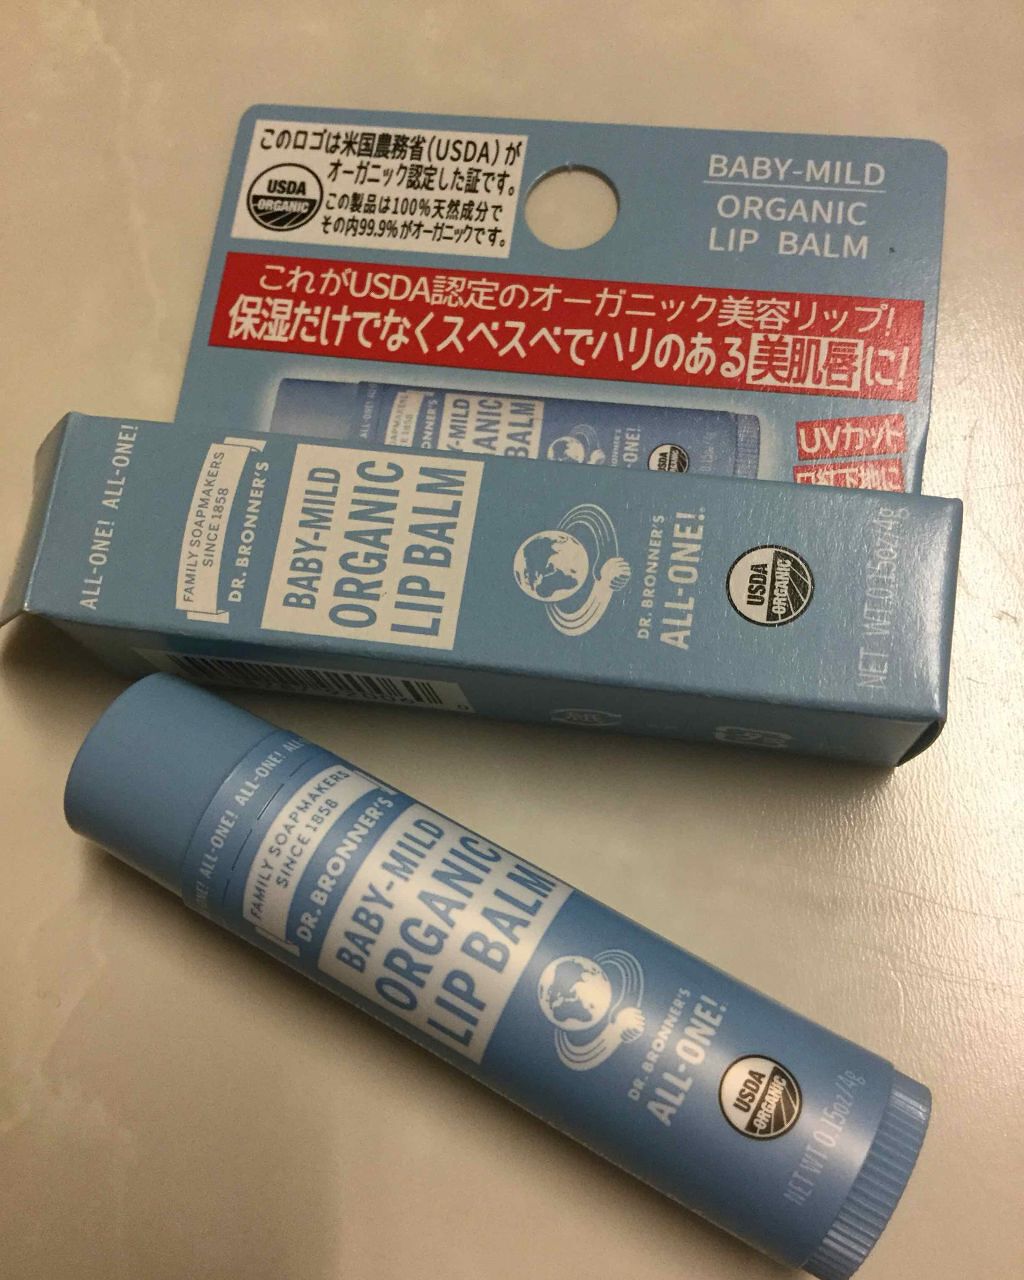 このロゴは米国農務省(USDA)が
オーガニック認定した証です。
USDA
ORGANIC
この製品は100%天然成分で
その内99.9%がオーガニックです。
BABY-MILD
ORGANIC
LIP BALM
これがUSDA認定のオーガニック美容リップ!
保湿だけでなくスベスベでハリのある美肌唇に!
UVカット
BRONNER'S
ALL-ONE! ALL-ONE!
FAMILY SOAPMAKERS
SINCE 1858
DR. BRONNER'S
BABY-MILD
ORGANIC
LIP BALM
DR. BRONNER'S
ALL-ONE!
USDA
ORGANIC
NET WT. 0.15oz/4g
ALL-ONE! ALL-ONE!
FAMILY SOAPMAKERS
SINCE 1858
DR. BRONNER'S
BABY-MILD
ORGANIC
LIP BALM
DR. BRONNER'S
ALL-ONE!
USDA
ORGANIC
NET WT 0.15oz/4g